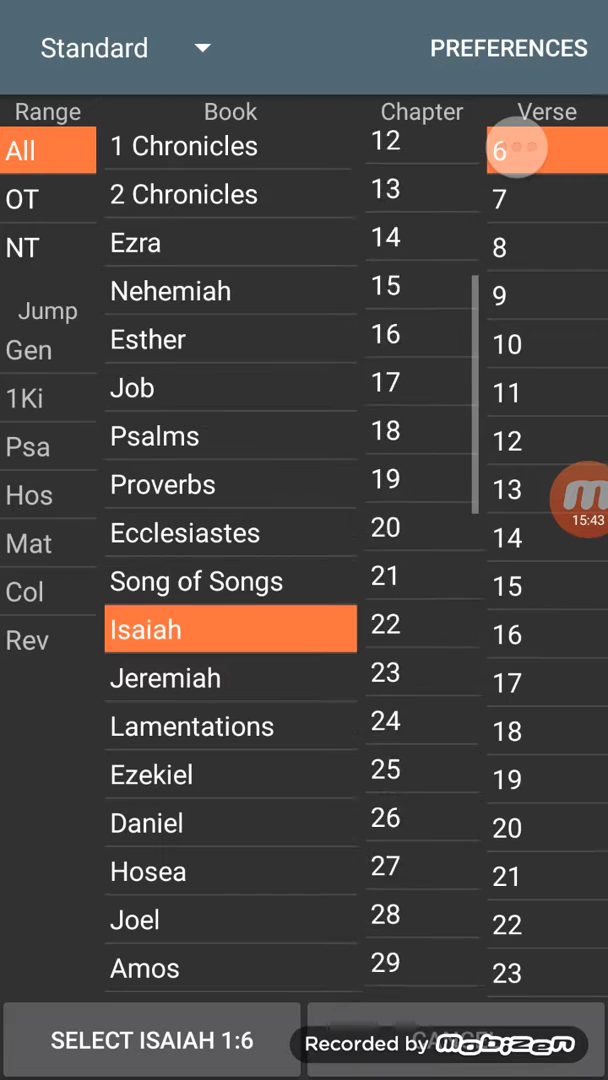 Standard
PREFERENCES
Range
Book
Chapter
Verse
All
OT
NT
Jump
Gen
1Ki
Psa
Hos
Mat
Col
Rev
1 Chronicles
2 Chronicles
Ezra
Nehemiah
Esther
Job
Psalms
Proverbs
Ecclesiastes
Song of Songs
Isaiah
Jeremiah
Lamentations
Ezekiel
Daniel
Hosea
Joel
Amos
12
13
14
15
16
17
18
19
20
21
22
23
24
25
26
27
28
29
6
7
8
9
10
11
12
13
14
15
16
17
18
19
20
21
22
23
m
15:43
SELECT ISAIAH 1:6
CANCEL
Recorded by mobizen